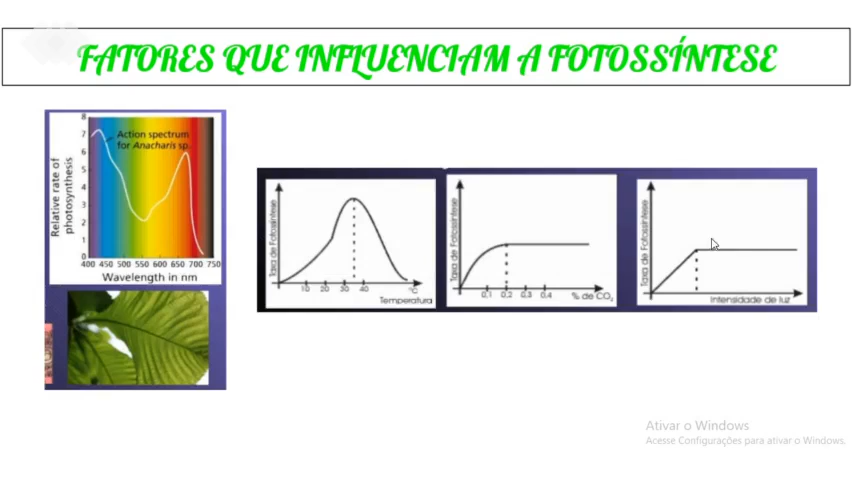 FATORES QUE INFLUENCIAM A FOTOSSÍNTESE
Action spectrum
for Anacharis sp.
Relative rate of
photosynthesis
8
7
6
5
4
3
2
1
0
400 450 500 550 600 650 700 750
Wavelength in nm
Taxa de Fotossíntese
10 20 30 40 °C
Temperatura
Taxa de Fotossíntese
0,1 0,2 0,3 0,4 % de CO2
Taxa de Fotossíntese
Intensidade de luz
Ativar o Windows
Acesse Configurações para ativar o Windows.